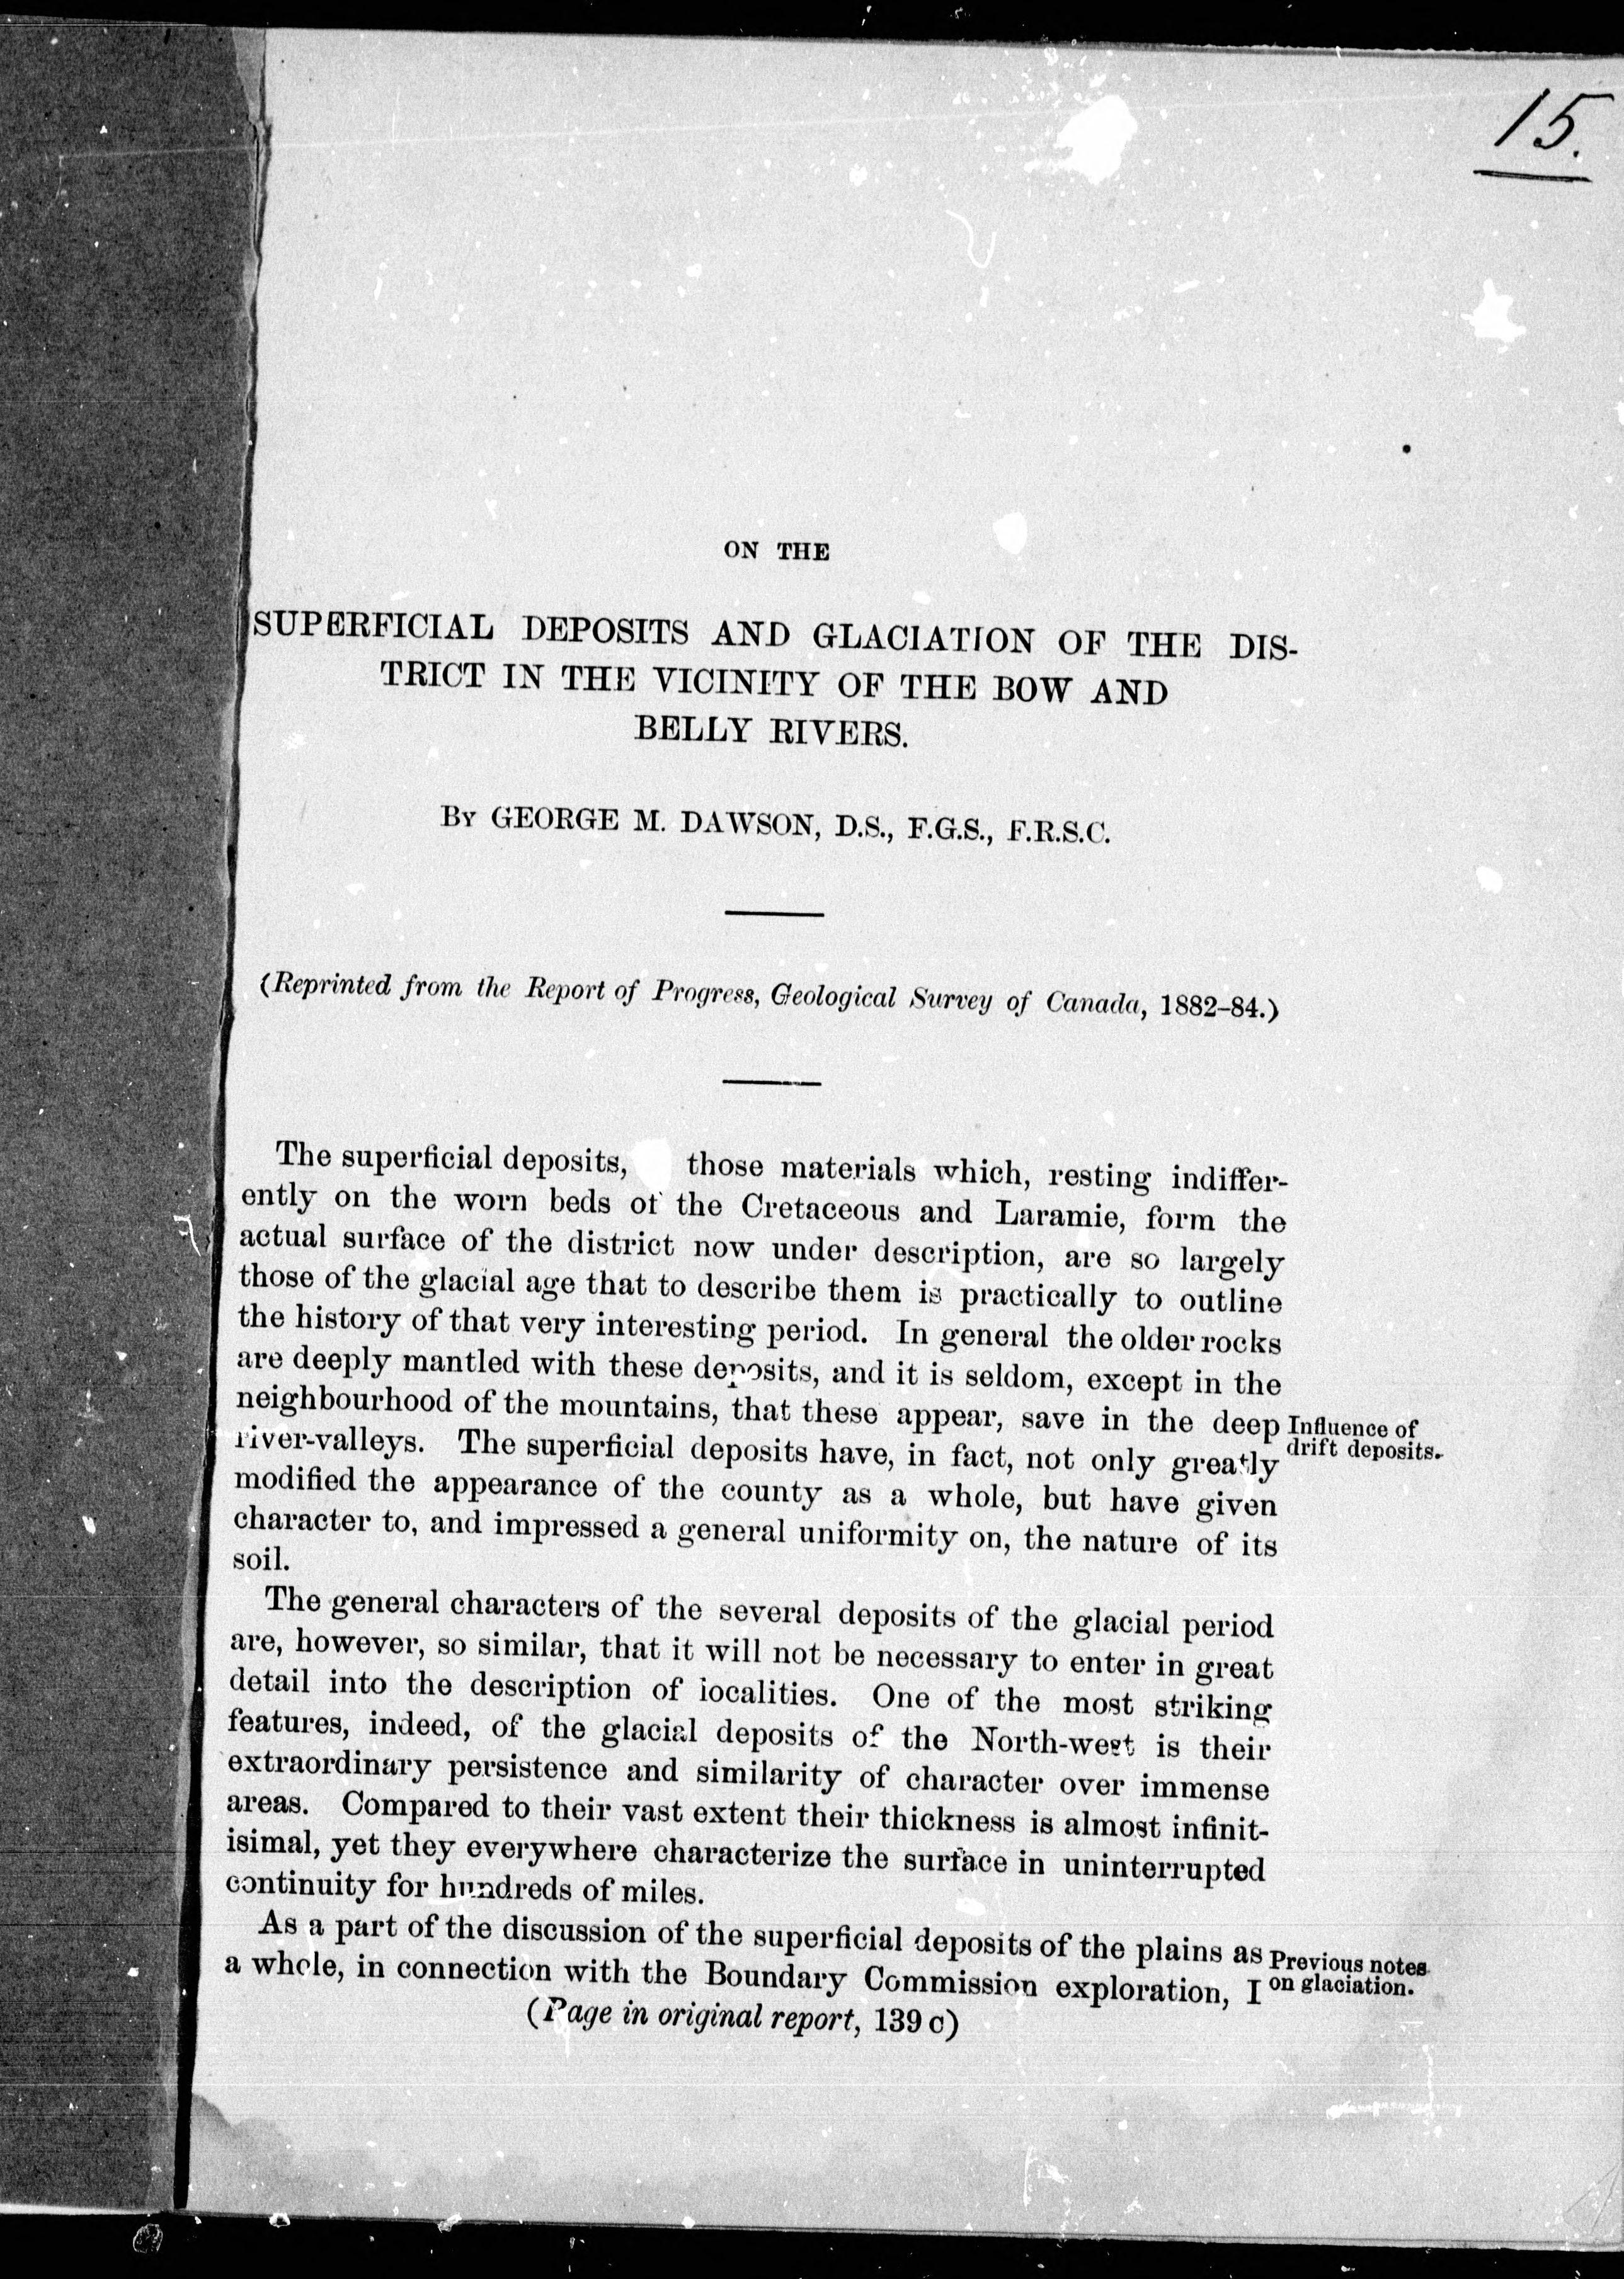 15.
ON THE
SUPERFICIAL DEPOSITS AND GLACIATION OF THE DIS-
TRICT IN THE VICINITY OF THE BOW AND
BELLY RIVERS.
By GEORGE M. DAWSON, D.S., F.G.S., F.R.S.C.
(Reprinted from the Report of Progress, Geological Survey of Canada, 1882-84.)
The superficial deposits, those materials which, resting indiffer-
ently on the worn beds of the Cretaceous and Laramie, form the
actual surface of the district now under description, are so largely
those of the glacial age that to describe them is practically to outline
the history of that very interesting period. In general the older rocks
are deeply mantled with these deposits, and it is seldom, except in the
neighbourhood of the mountains, that these appear, save in the deep
river-valleys. The superficial deposits have, in fact, not only greatly
modified the appearance of the county as a whole, but have given
character to, and impressed a general uniformity on, the nature of its
soil.
Influence of
drift deposits.
The general characters of the several deposits of the glacial period
are, however, so similar, that it will not be necessary to enter in great
detail into the description of localities. One of the most striking
features, indeed, of the glacial deposits of the North-west is their
extraordinary persistence and similarity of character over immense
areas. Compared to their vast extent their thickness is almost infinit-
isimal, yet they everywhere characterize the surface in uninterrupted
continuity for hundreds of miles.
As a part of the discussion of the superficial deposits of the plains as
a whole, in connection with the Boundary Commission exploration, I
Previous notes
on glaciation.
(Page in original report, 139 C)